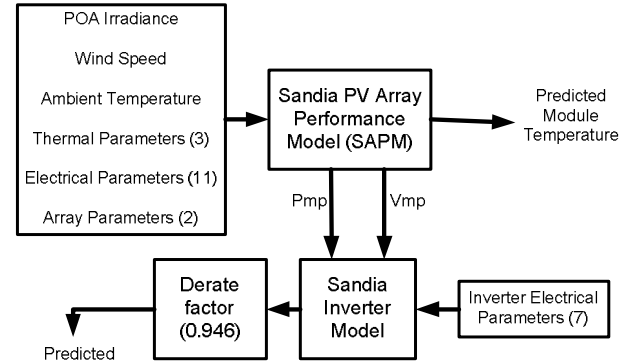 POA Irradiance
Wind Speed
Ambient Temperature
Thermal Parameters (3)
Electrical Parameters (11)
Array Parameters (2)
Sandia PV Array
Performance
Model (SAPM)
Predicted
Module
Temperature
Pmp
Vmp
Derate
factor
(0.946)
Sandia
Inverter
Model
Inverter Electrical
Parameters (7)
Predicted